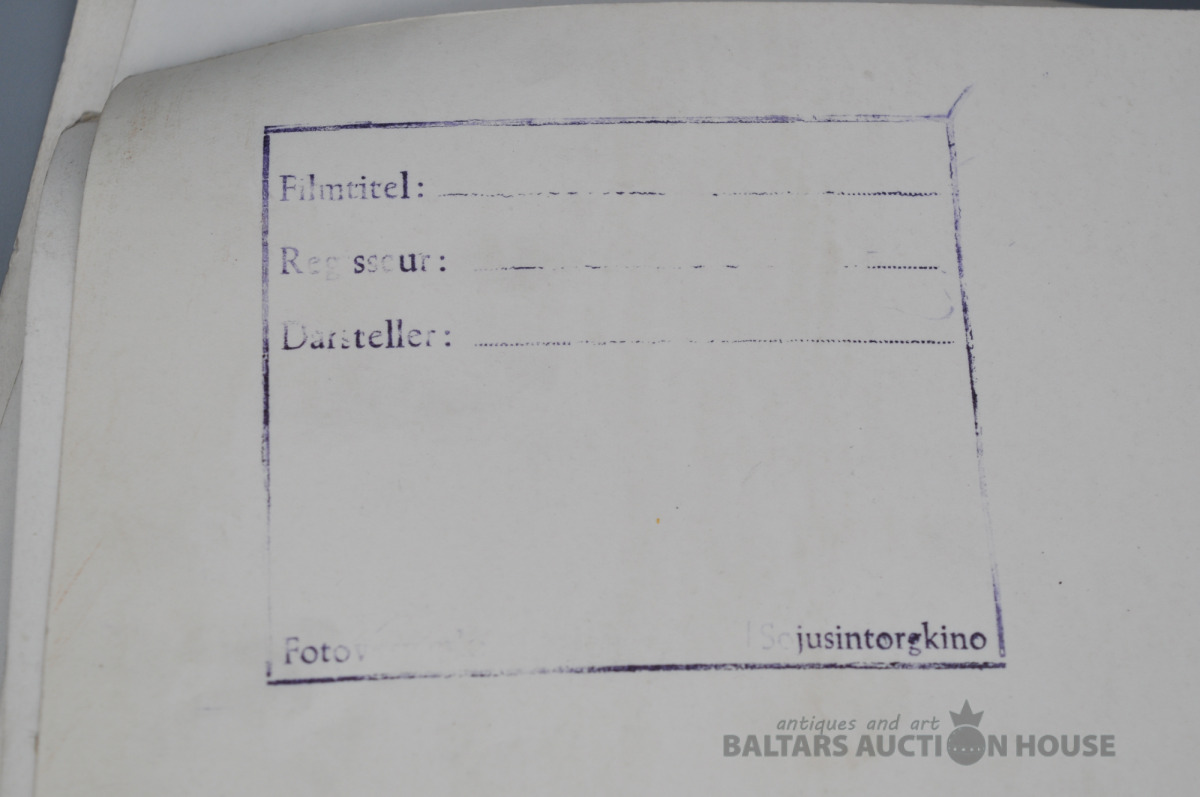 Filmtitel:
Regisseur:
Darsteller:
Sojusintorgkino
antiques and art
BALTARS AUCTION HOUSE